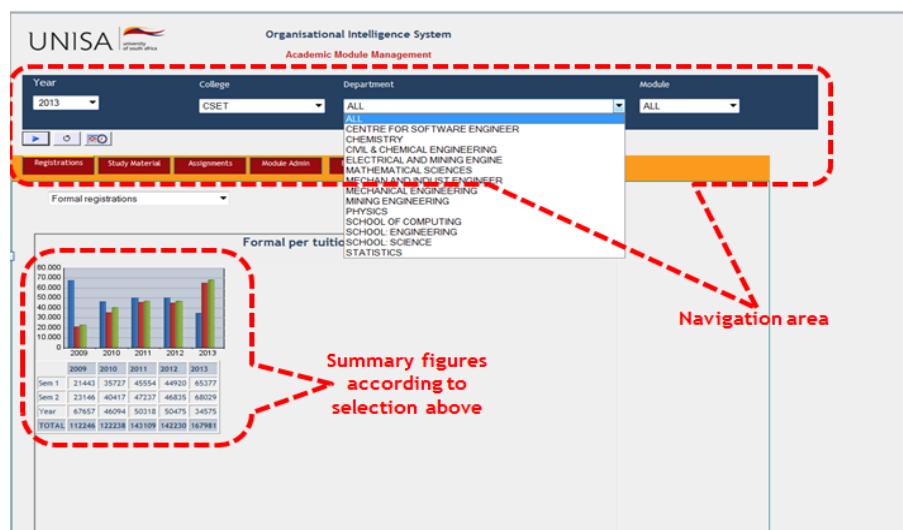 UNISA university of south africa
Organisational Intelligence System
Academic Module Management
Year College Department Module
2013 CSET ALL ALL
ALL
CENTRE FOR SOFTWARE ENGINEER
CHEMISTRY
CIVIL & CHEMICAL ENGINEERING
ELECTRICAL AND MINING ENGINE
MATHEMATICAL SCIENCES
MECHAN AND INDUST ENGINEER
MECHANICAL ENGINEERING
MINING ENGINEERING
PHYSICS
SCHOOL OF COMPUTING
SCHOOL: ENGINEERING
SCHOOL: SCIENCE
STATISTICS
Registrations Study Material Assignments Module Admin
Formal registrations
Formal per tuitio
80.000
70.000
60.000
50.000
40.000
30.000
20.000
10.000
0
2009 2010 2011 2012 2013
2009 2010 2011 2012 2013
Sem 1 21443 35727 45554 44920 65377
Sem 2 23146 40417 47237 46835 68029
Year 67657 46094 50318 50475 34575
TOTAL 112246 122238 143109 142230 167981
Navigation area
Summary figures
according to
selection above